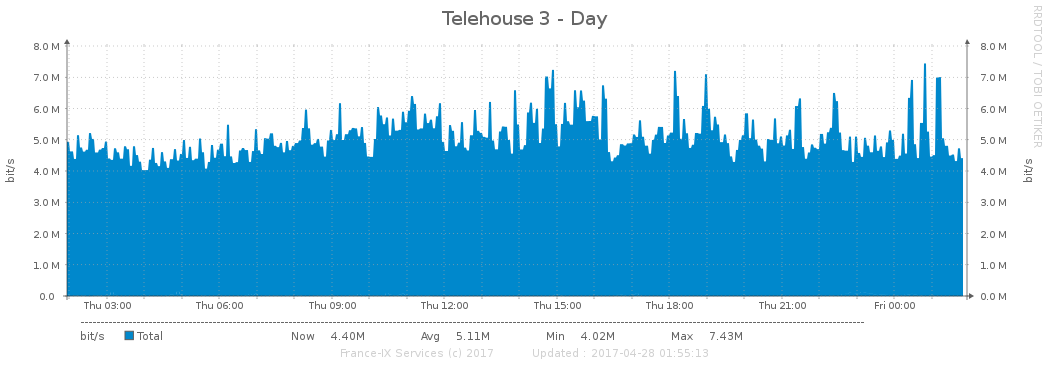 Telehouse 3 - Day
RRDTOOL / TOBI OETIKER
bit/s
8.0 M 8.0 M
7.0 M 7.0 M
6.0 M 6.0 M
5.0 M 5.0 M
4.0 M 4.0 M
3.0 M 3.0 M
2.0 M 2.0 M
1.0 M 1.0 M
0.0 0.0 M
bit/s
Thu 03:00 Thu 06:00 Thu 09:00 Thu 12:00 Thu 15:00 Thu 18:00 Thu 21:00 Fri 00:00
bit/s Total Now 4.40M Avg 5.11M Min 4.02M Max 7.43M
France-IX Services (c) 2017 Updated : 2017-04-28 01:55:13